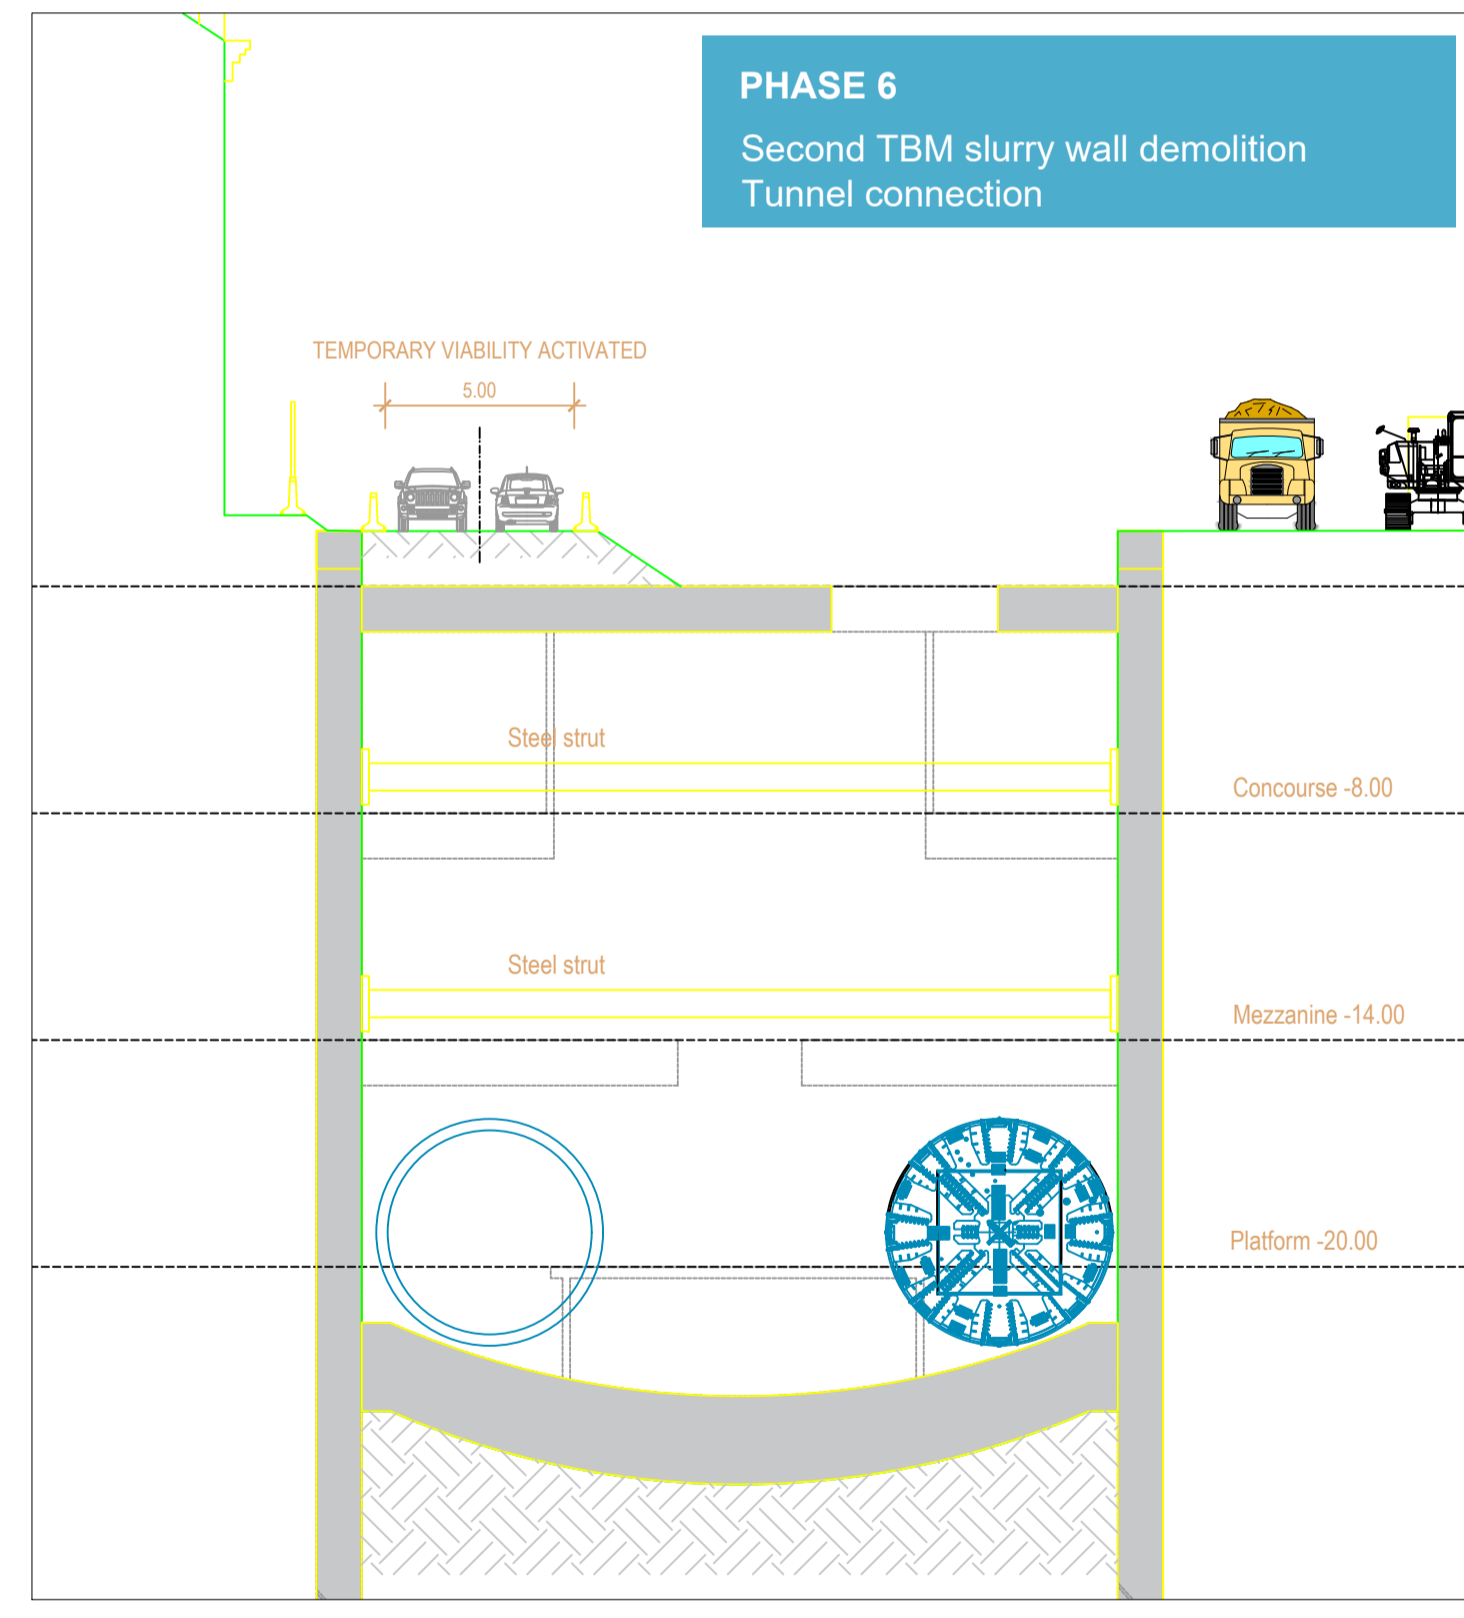 PHASE 6
Second TBM slurry wall demolition
Tunnel connection
TEMPORARY VIABILITY ACTIVATED
5.00
Steel strut
Concourse -8.00
Steel strut
Mezzanine -14.00
Platform -20.00